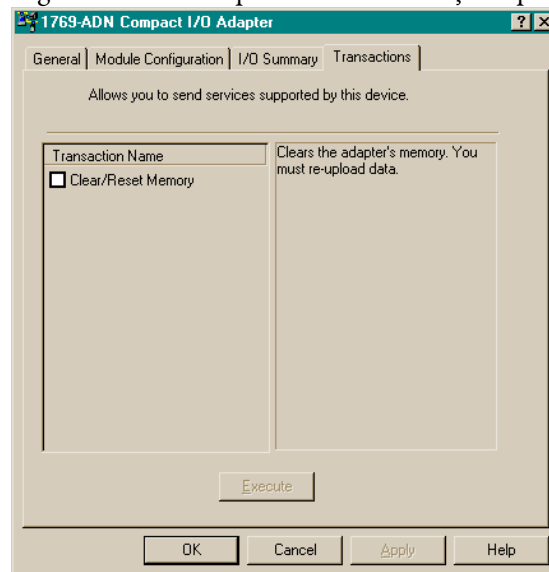 1769-ADN Compact I/O Adapter
General Module Configuration I/O Summary Transactions
Allows you to send services supported by this device.
Transaction Name
Clear/Reset Memory
Clears the adapter's memory. You
must re-upload data.
Execute
OK Cancel Apply Help